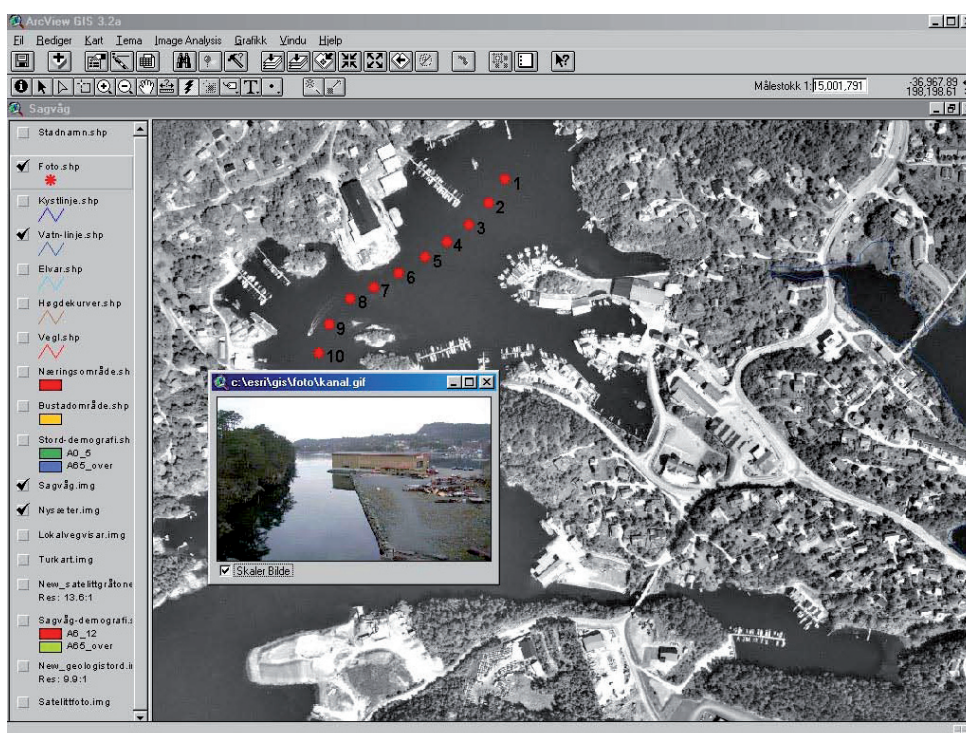 ArcView GIS 3.2a
Fil Rediger Kart Tema Image Analysis Grafikk Vindu Hjelp
Målestokk 1: 15,001,791
-36,967.89
198,198.61
Sagvåg
Stadnamn.shp
Foto.shp
Kystlinje.shp
Vatn-linje.shp
Elvar.shp
Høgdekurver.shp
Vegl.shp
Næringsområde.sh
Bustadområde.shp
Stord-demografi.sh
A0_5
A65_over
Sagvåg.img
Nysæter.img
Lokalvegvisar.img
Turkart.img
New_satelittgråtone
Res: 13.6:1
Sagvåg-demografi.s
A6_12
A65_over
New_geologistord.i
Res: 9.9:1
Satelittfoto.img
1
2
3
4
5
6
7
8
9
10
c:\esri\gis\foto\kanal.gif
Skaler Bilde